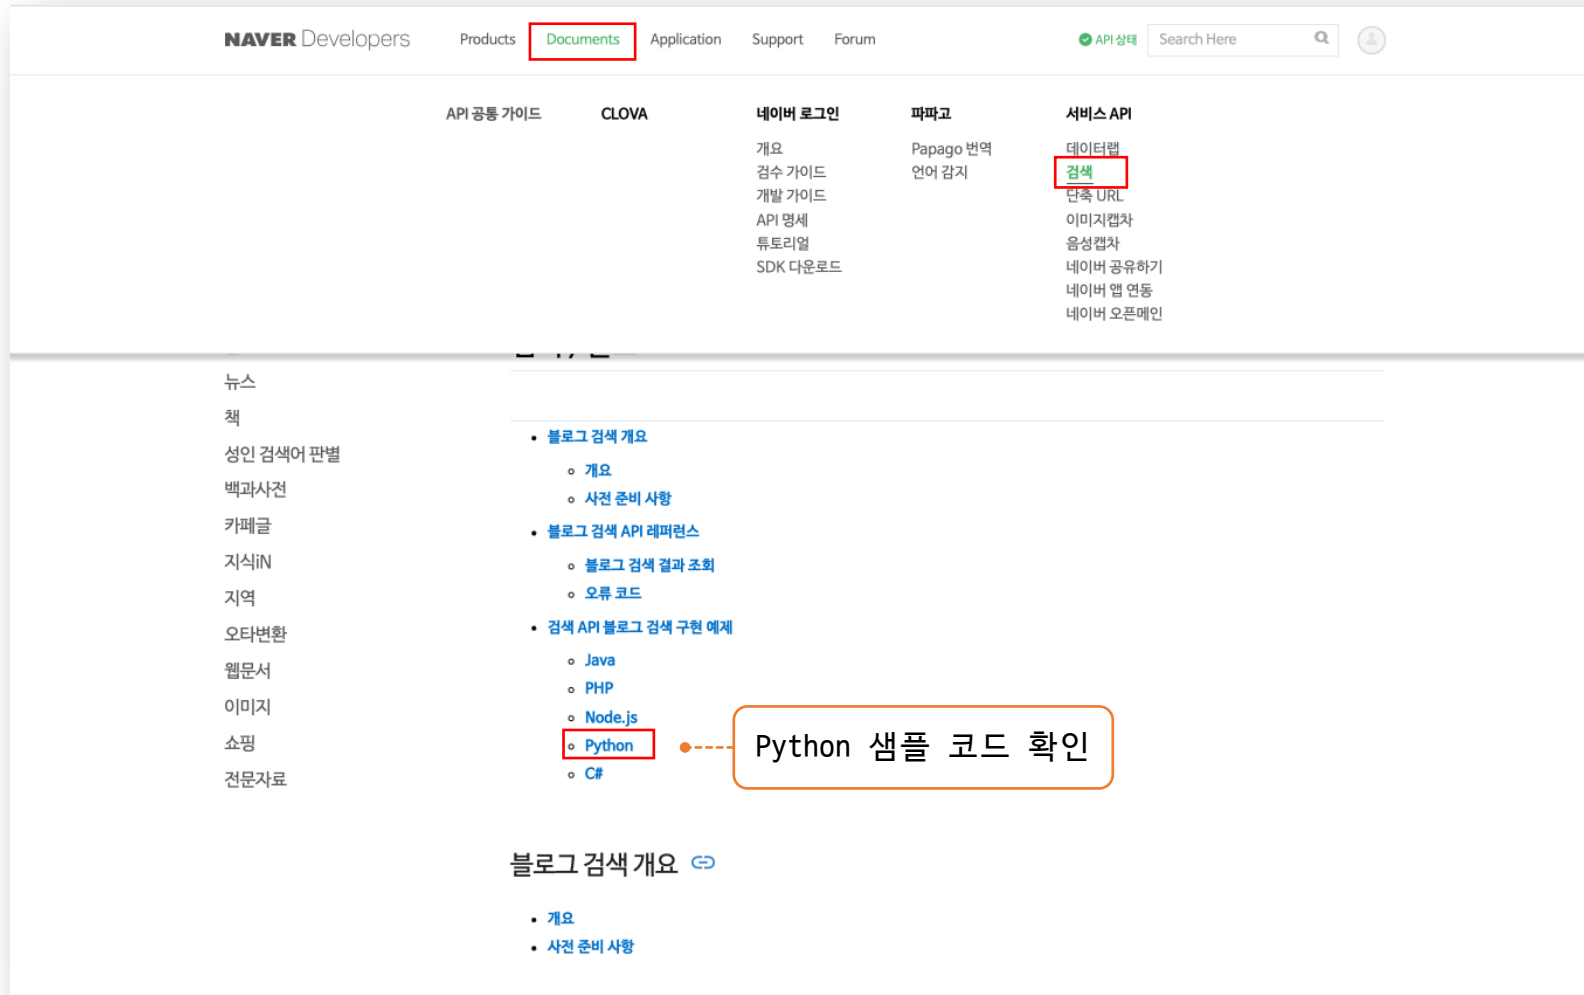 NAVER Developers
Products
Documents
Application
Support
Forum
API 상태
Search Here
API 공통 가이드
CLOVA
네이버 로그인
개요
검수 가이드
개발 가이드
API 명세
튜토리얼
SDK 다운로드
파파고
Papago 번역
언어 감지
서비스 API
데이터랩
검색
단축 URL
이미지캡차
음성캡차
네이버 공유하기
네이버 앱 연동
네이버 오픈메인
뉴스
책
성인 검색어 판별
백과사전
카페글
지식iN
지역
오타변환
웹문서
이미지
쇼핑
전문자료
블로그 검색 개요
개요
사전 준비 사항
블로그 검색 API 레퍼런스
블로그 검색 결과 조회
오류 코드
검색 API 블로그 검색 구현 예제
Java
PHP
Node.js
Python
C#
Python 샘플 코드 확인
블로그 검색 개요
개요
사전 준비 사항